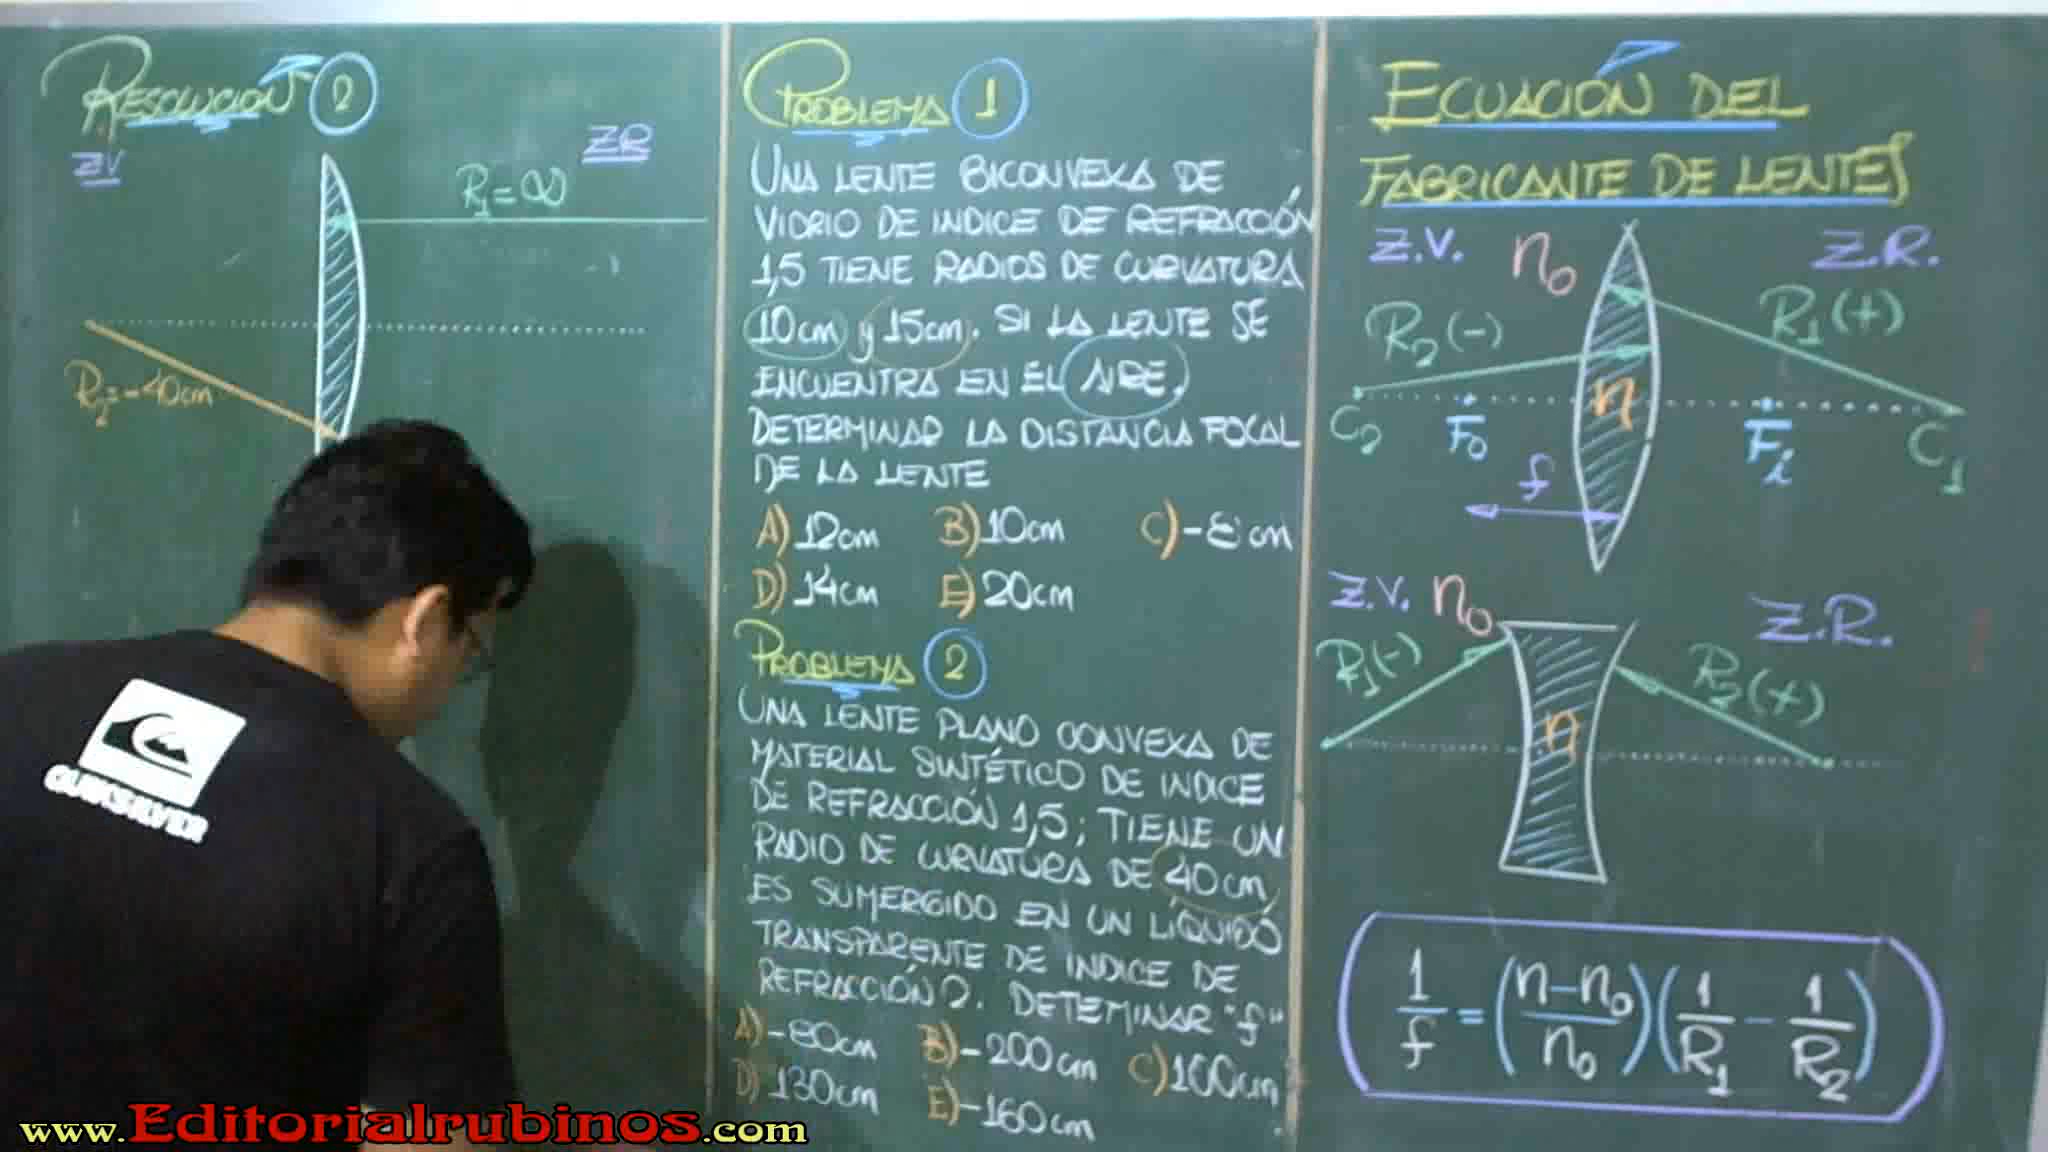 RESOLUCIÓN 2
ZV
ZR
R₁=∞
R₂=-40cm
QUIKSILVER
PROBLEMA 1
UNA LENTE BICONVEXA DE
VIDRIO DE INDICE DE REFRACCIÓN
1,5 TIENE RADIOS DE CURVATURA
10cm y 15cm. SI LA LENTE SE
ENCUENTRA EN EL AIRE.
DETERMINAR LA DISTANCIA FOCAL
DE LA LENTE
A) 12cm B) 10cm C) -8cm
D) 14cm E) 20cm
PROBLEMA 2
UNA LENTE PLANO CONVEXA DE
MATERIAL SINTÉTICO DE INDICE
DE REFRACCIÓN 1,5; TIENE UN
RADIO DE CURVATURA DE 40cm
ES SUMERGIDO EN UN LÍQUIDO
TRANSPARENTE DE INDICE DE
REFRACCIÓN 2. DETEMINAR "f"
A) -80cm B) -200cm C) 100cm
D) 130cm E) -160cm
ECUACIÓN DEL
FABRICANTE DE LENTES
Z.V. n₀ Z.R.
R₂(-) R₁(+)
n
C₂ F₀ Fi C₁
f
Z.V. n₀ Z.R.
R₁(-) R₂(+)
n
1/f = (n-n₀/n₀)(1/R₁ - 1/R₂)
www.Editorialrubinos.com